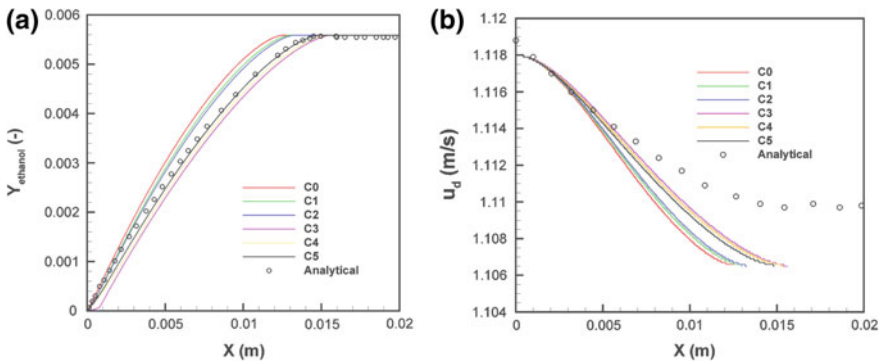 (a)
0.006
0.005
0.004
0.003
0.002
0.001
0
Y ethanol (-)
C0
C1
C2
C3
C4
C5
Analytical
0
0.005
0.01
0.015
0.02
X (m)
(b)
1.12
1.118
1.116
1.114
1.112
1.11
1.108
1.106
1.104
u d (m/s)
C0
C1
C2
C3
C4
C5
Analytical
0
0.005
0.01
0.015
0.02
X (m)